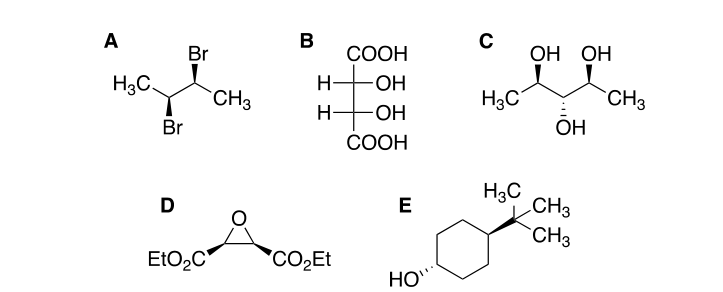 A
Br
H₃C
CH₃
Br
B
COOH
H OH
H OH
COOH
C
OH OH
H₃C CH₃
OH
D
O
EtO₂C CO₂Et
E
H₃C
CH₃
CH₃
HO